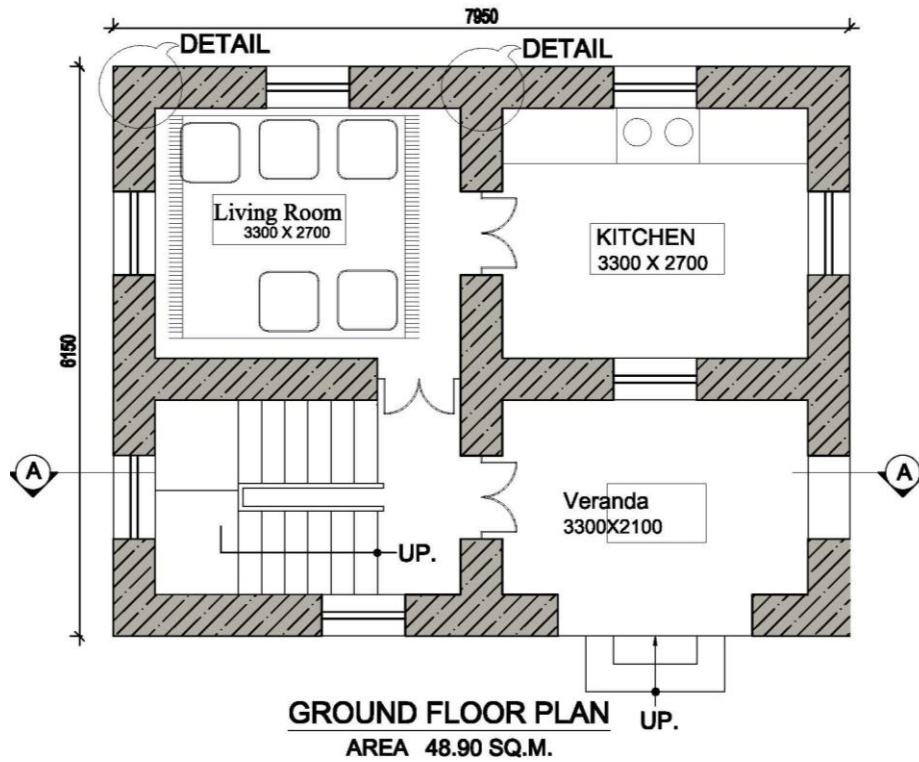 7950
DETAIL
DETAIL
Living Room
3300 X 2700
KITCHEN
3300 X 2700
6150
A
A
Veranda
3300X2100
UP.
GROUND FLOOR PLAN
UP.
AREA 48.90 SQ.M.